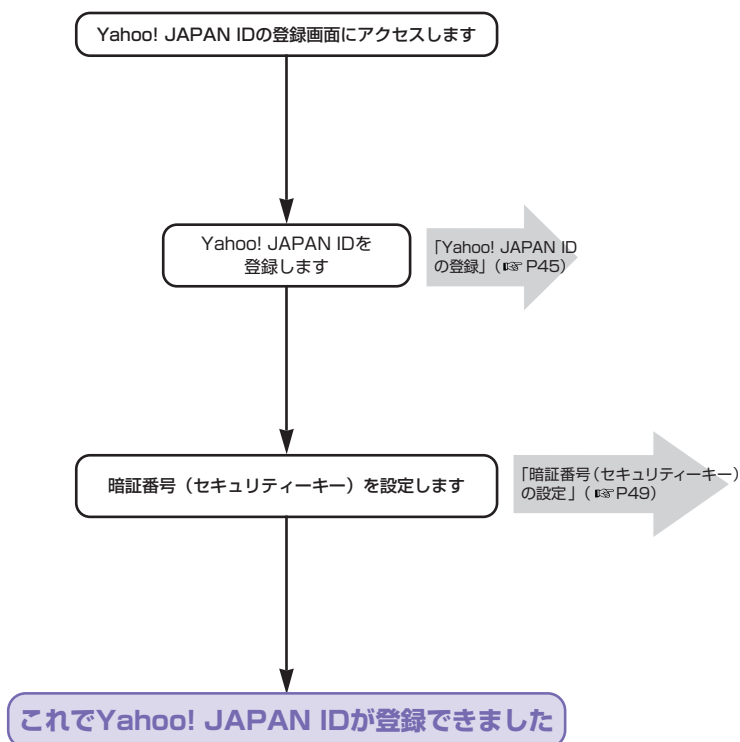 Yahoo! JAPAN IDの登録画面にアクセスします
Yahoo! JAPAN IDを
登録します
「Yahoo! JAPAN ID
の登録」(☞ P45)
暗証番号（セキュリティーキー）を設定します
「暗証番号（セキュリティーキー）
の設定」(☞ P49)
これでYahoo! JAPAN IDが登録できました